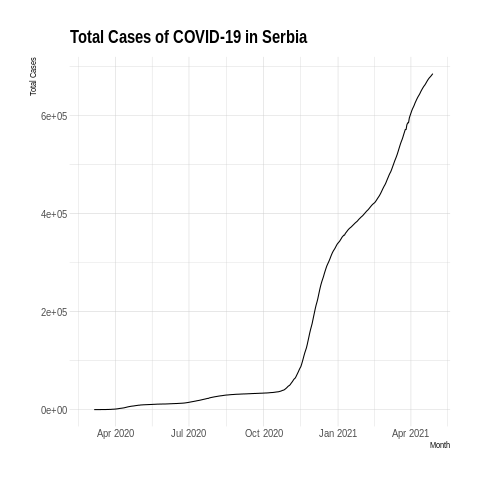 Total Cases of COVID-19 in Serbia
Total Cases
6e+05
4e+05
2e+05
0e+00
Apr 2020 Jul 2020 Oct 2020 Jan 2021 Apr 2021
Month